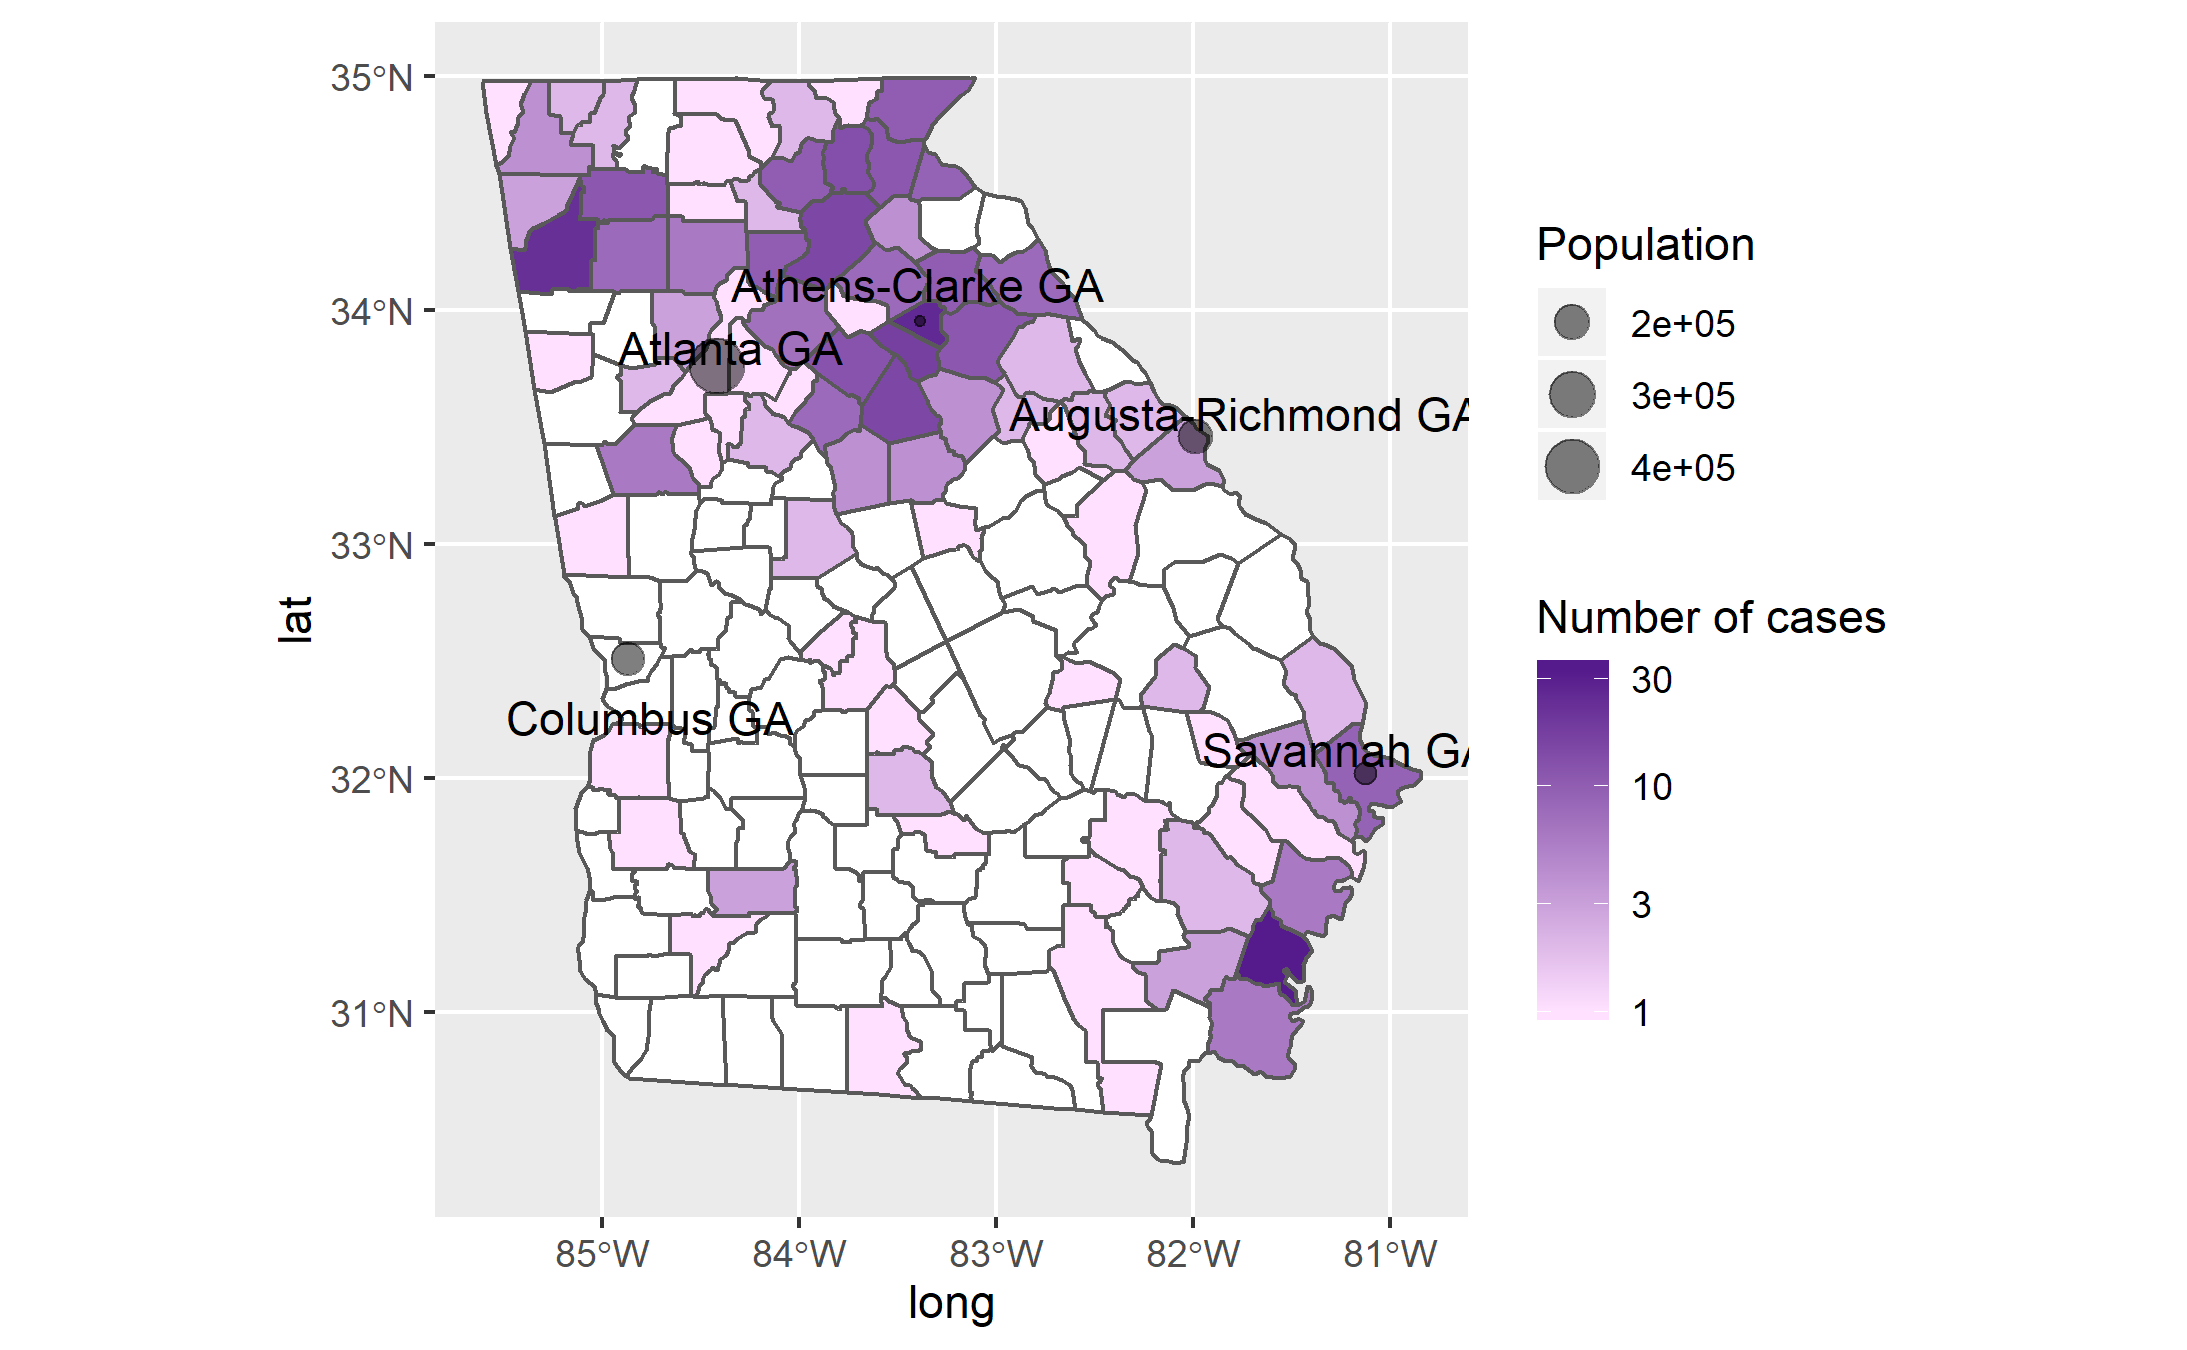 35°N
34°N
33°N
32°N
31°N
lat
Athens-Clarke GA
Atlanta GA
Augusta-Richmond GA
Columbus GA
Savannah GA
85°W
84°W
83°W
82°W
81°W
long
Population
2e+05
3e+05
4e+05
Number of cases
30
10
3
1